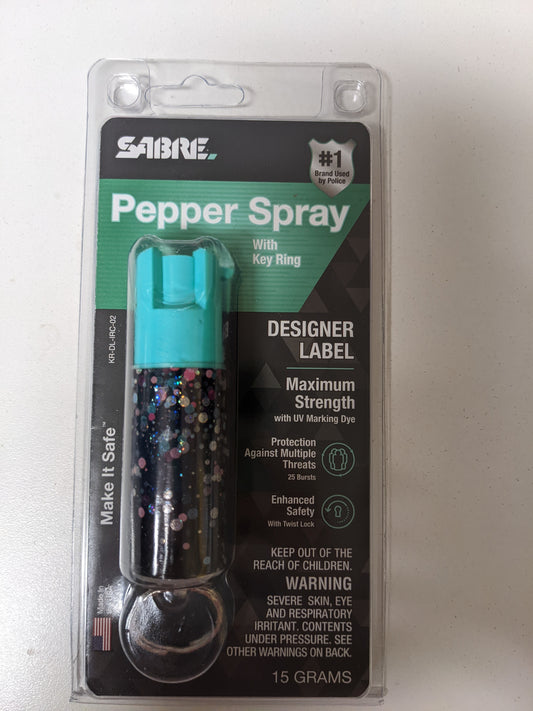 SABRE
#1
Brand Used
by Police
Pepper Spray
With
Key Ring
KR-DL-IRC-02
DESIGNER
LABEL
Maximum
Strength
with UV Marking Dye
Protection
Against Multiple
Threats
25 Bursts
Enhanced
Safety
With Twist Lock
Make It Safe™
KEEP OUT OF THE
REACH OF CHILDREN.
WARNING
SEVERE SKIN, EYE
AND RESPIRATORY
IRRITANT. CONTENTS
UNDER PRESSURE. SEE
OTHER WARNINGS ON BACK.
Made in
15 GRAMS